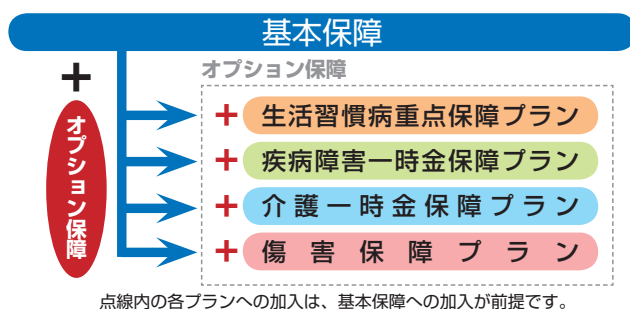 基本保障
+
オプション保障
オプション保障
+ 生活習慣病重点保障プラン
+ 疾病障害一時金保障プラン
+ 介護一時金保障プラン
+ 傷害保障プラン
点線内の各プランへの加入は、基本保障への加入が前提です。